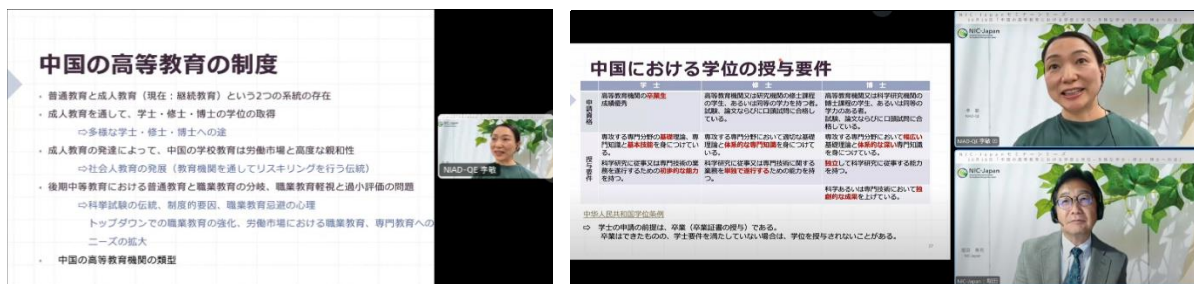 中国の高等教育の制度
・ 普通教育と成人教育（現在：継続教育）という2つの系統の存在
・ 成人教育を通して、学士・修士・博士の学位の取得
⇨多様な学士・修士・博士への途
・ 成人教育の発達によって、中国の学校教育は労働市場と高度な親和性
⇨社会人教育の発展（教育機関を通してリスキリングを行う伝統）
・ 後期中等教育における普通教育と職業教育の分岐、職業教育軽視と過小評価の問題
⇨科挙試験の伝統、制度的要因、職業教育忌避の心理
トップダウンでの職業教育の強化、労働市場における職業教育、専門教育への
ニーズの拡大
・ 中国の高等教育機関の類型
NIAD-QE 李敏
中国における学位の授与要件
学士 修士 博士
申請資格
高等教育機関の卒業生
成績優秀
高等教育機関又は研究機関の修士課程
の学生、あるいは同等の学力を持つ者。
試験、論文ならびに口頭試問に合格し
ている。
高等教育機関又は科学研究機関の
博士課程の学生、あるいは同等の
学力のある者。
試験、論文ならびに口頭試問に合
格している。
授与要件
専攻する専門分野の基礎理論、専
門知識と基本技能を身につけてい
る。
専攻する専門分野において適切な基礎
理論と体系的な専門知識を身につけて
いる。
専攻する専門分野において幅広い
基礎理論と体系的な深い専門知識
を身につけている。
科学研究に従事又は専門技術の業
務を遂行するための初歩的な能力
を持つ。
科学研究に従事又は専門技術に関する
業務を単独で遂行するための能力を持
つ。
独立して科学研究に従事する能力
を持つ。
科学あるいは専門技術において独
創的な成果を上げている。
中华人民共和国学位条例
⇨ 学士の申請の前提は、卒業（卒業証書の授与）である。
卒業はできたものの、学士要件を満たしていない場合は、学位を授与されないことがある。
NIC-Japan
NIAD-QE 李敏
NIC-Japan